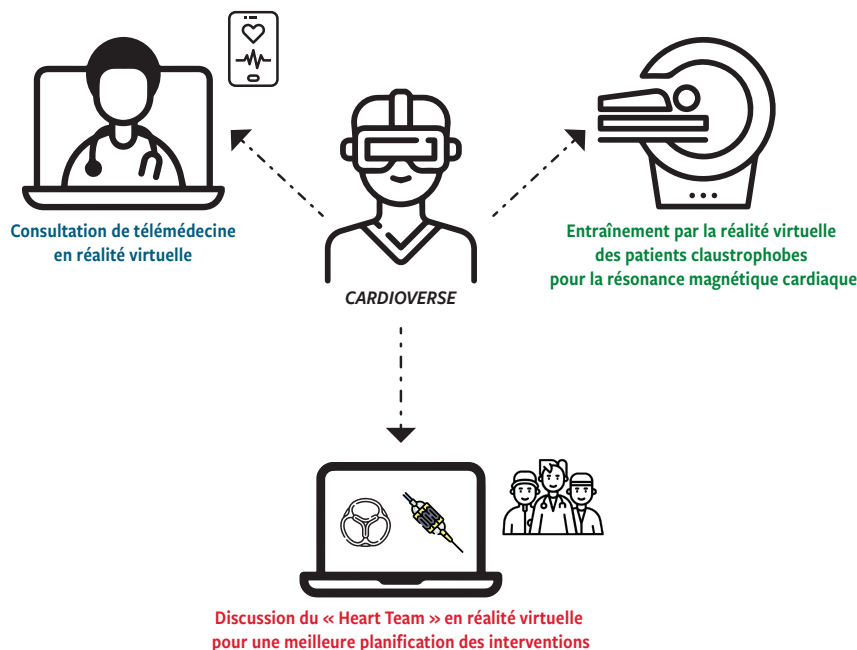 Consultation de télémédecine
en réalité virtuelle
Entraînement par la réalité virtuelle
des patients claustrophobes
pour la résonance magnétique cardiaque
CARDIOVERSE
Discussion du « Heart Team » en réalité virtuelle
pour une meilleure planification des interventions